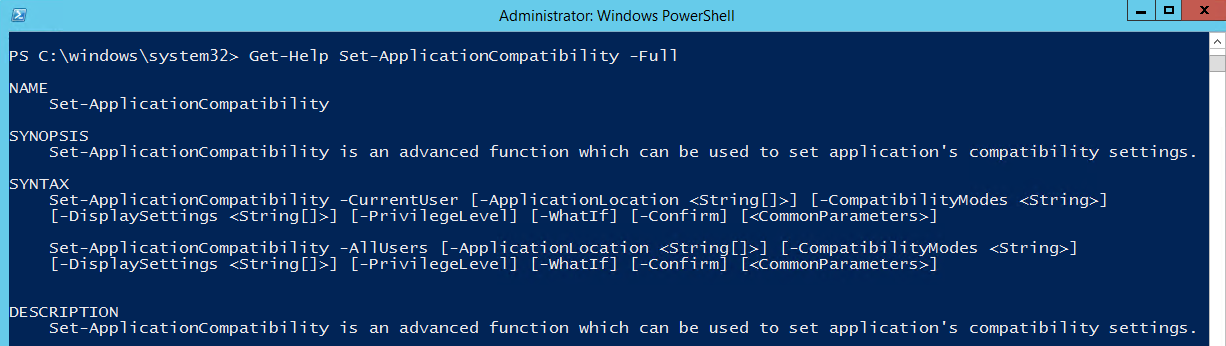 Administrator: Windows PowerShell
PS C:\windows\system32> Get-Help Set-ApplicationCompatibility -Full
NAME
Set-ApplicationCompatibility
SYNOPSIS
Set-ApplicationCompatibility is an advanced function which can be used to set application's compatibility settings.
SYNTAX
Set-ApplicationCompatibility -CurrentUser [-ApplicationLocation <String[]>] [-CompatibilityModes <String>]
[-DisplaySettings <String[]>] [-PrivilegeLevel] [-WhatIf] [-Confirm] [<CommonParameters>]
Set-ApplicationCompatibility -AllUsers [-ApplicationLocation <String[]>] [-CompatibilityModes <String>]
[-DisplaySettings <String[]>] [-PrivilegeLevel] [-WhatIf] [-Confirm] [<CommonParameters>]
DESCRIPTION
Set-ApplicationCompatibility is an advanced function which can be used to set application's compatibility settings.